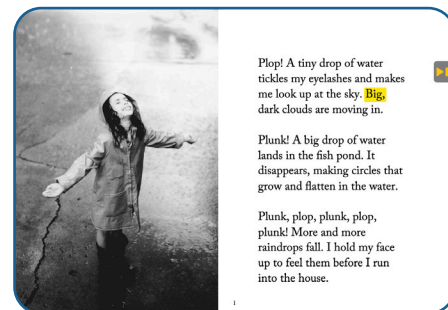 Plop! A tiny drop of water
tickles my eyelashes and makes
me look up at the sky. Big,
dark clouds are moving in.
Plunk! A big drop of water
lands in the fish pond. It
disappears, making circles that
grow and flatten in the water.
Plunk, plop, plunk, plop,
plunk! More and more
raindrops fall. I hold my face
up to feel them before I run
into the house.
1